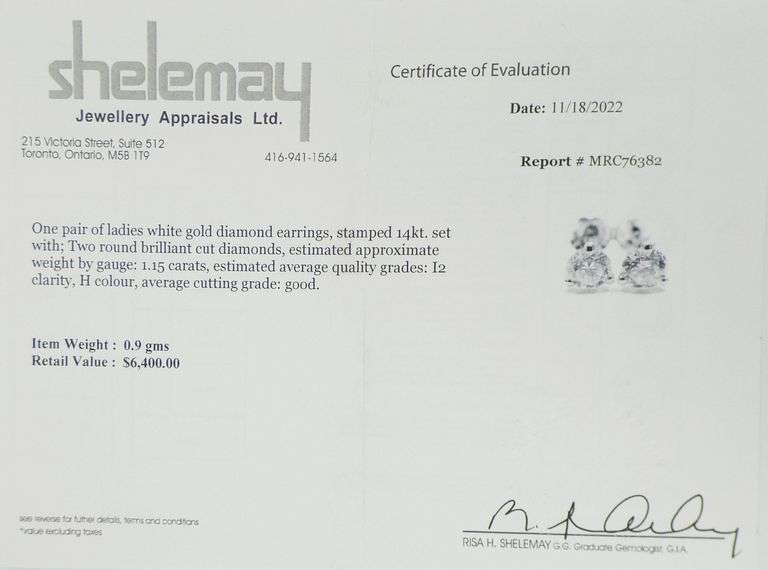 shelemay
Jewellery Appraisals Ltd.
215 Victoria Street, Suite 512
Toronto, Ontario, M5B 1T9
416-941-1564
Certificate of Evaluation
Date: 11/18/2022
Report # MRC76382
One pair of ladies white gold diamond earrings, stamped 14kt. set
with; Two round brilliant cut diamonds, estimated approximate
weight by gauge: 1.15 carats, estimated average quality grades: I2
clarity, H colour, average cutting grade: good.
Item Weight : 0.9 gms
Retail Value : $6,400.00
see reverse for futher details, terms and conditions
*value excluding taxes
RISA H. SHELEMAY G.G. Graduate Gemologist G.I.A.